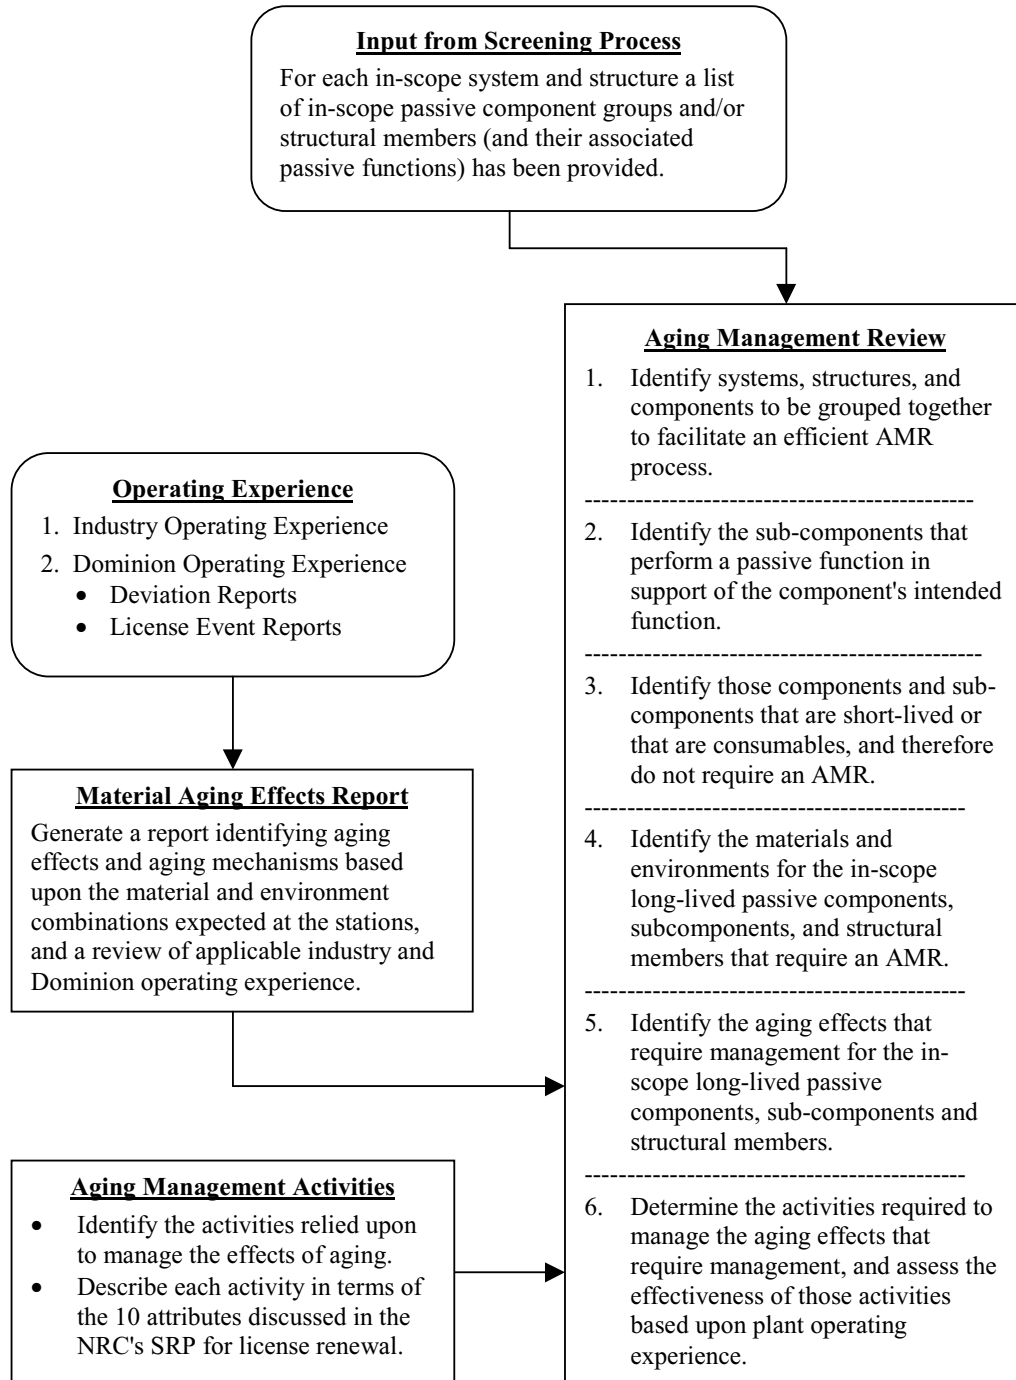 Input from Screening Process
For each in-scope system and structure a list
of in-scope passive component groups and/or
structural members (and their associated
passive functions) has been provided.
Operating Experience
1. Industry Operating Experience
2. Dominion Operating Experience
• Deviation Reports
• License Event Reports
Material Aging Effects Report
Generate a report identifying aging
effects and aging mechanisms based
upon the material and environment
combinations expected at the stations,
and a review of applicable industry and
Dominion operating experience.
Aging Management Activities
• Identify the activities relied upon
to manage the effects of aging.
• Describe each activity in terms of
the 10 attributes discussed in the
NRC's SRP for license renewal.
Aging Management Review
1. Identify systems, structures, and
components to be grouped together
to facilitate an efficient AMR
process.
2. Identify the sub-components that
perform a passive function in
support of the component's intended
function.
3. Identify those components and sub-
components that are short-lived or
that are consumables, and therefore
do not require an AMR.
4. Identify the materials and
environments for the in-scope
long-lived passive components,
subcomponents, and structural
members that require an AMR.
5. Identify the aging effects that
require management for the in-
scope long-lived passive
components, sub-components and
structural members.
6. Determine the activities required to
manage the aging effects that
require management, and assess the
effectiveness of those activities
based upon plant operating
experience.